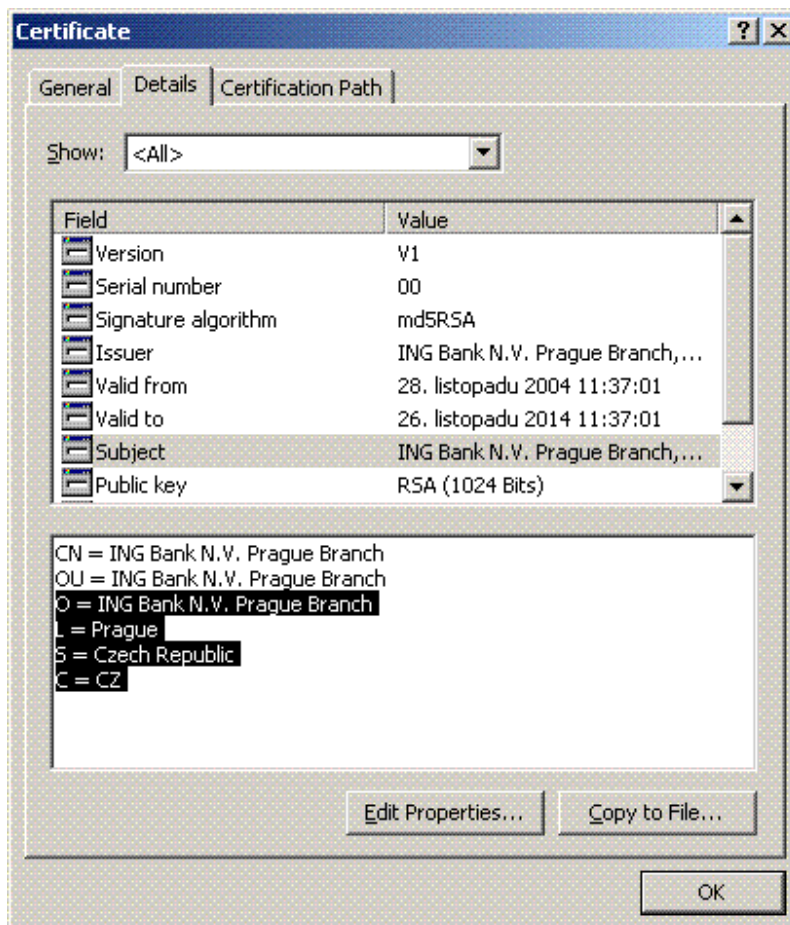 Certificate
General Details Certification Path
Show: <All>
Field Value
Version V1
Serial number 00
Signature algorithm md5RSA
Issuer ING Bank N.V. Prague Branch,...
Valid from 28. listopadu 2004 11:37:01
Valid to 26. listopadu 2014 11:37:01
Subject ING Bank N.V. Prague Branch,...
Public key RSA (1024 Bits)
CN = ING Bank N.V. Prague Branch
OU = ING Bank N.V. Prague Branch
O = ING Bank N.V. Prague Branch
L = Prague
S = Czech Republic
C = CZ
Edit Properties... Copy to File...
OK